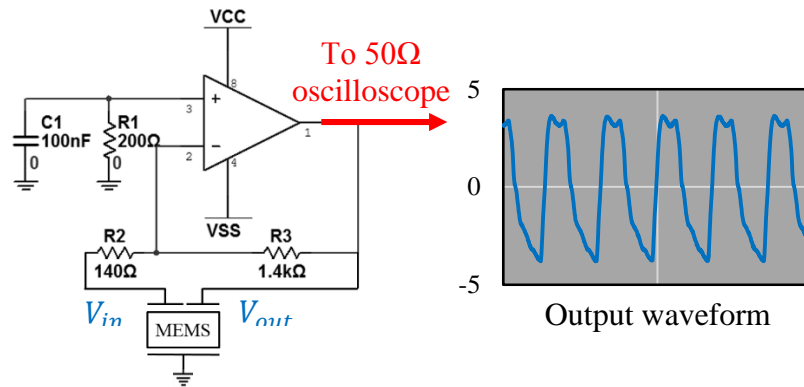 VCC
To 50Ω
oscilloscope
5
8
C1
100nF
0
R1
200Ω
0
3
+
1
2
−
4
0
R2
140Ω
R3
1.4kΩ
VSS
-5
Vin
Vout
MEMS
Output waveform